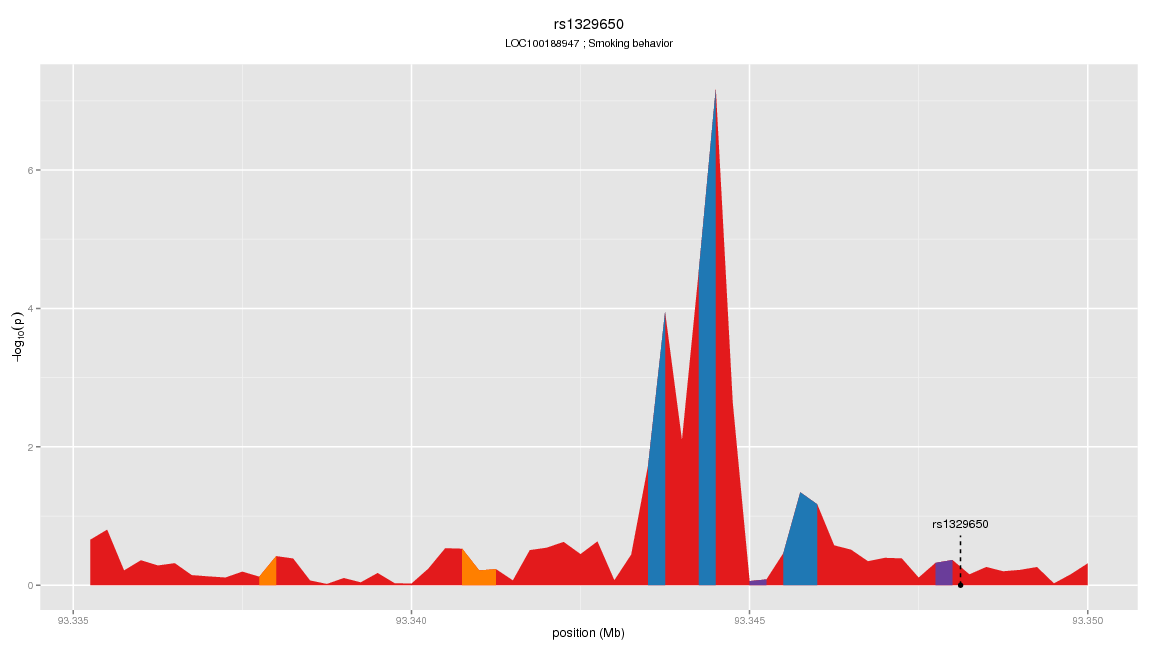 rs1329650
LOC100188947 ; Smoking behavior
−log10(p)
6
4
2
0
rs1329650
93.335
93.340
93.345
93.350
position (Mb)